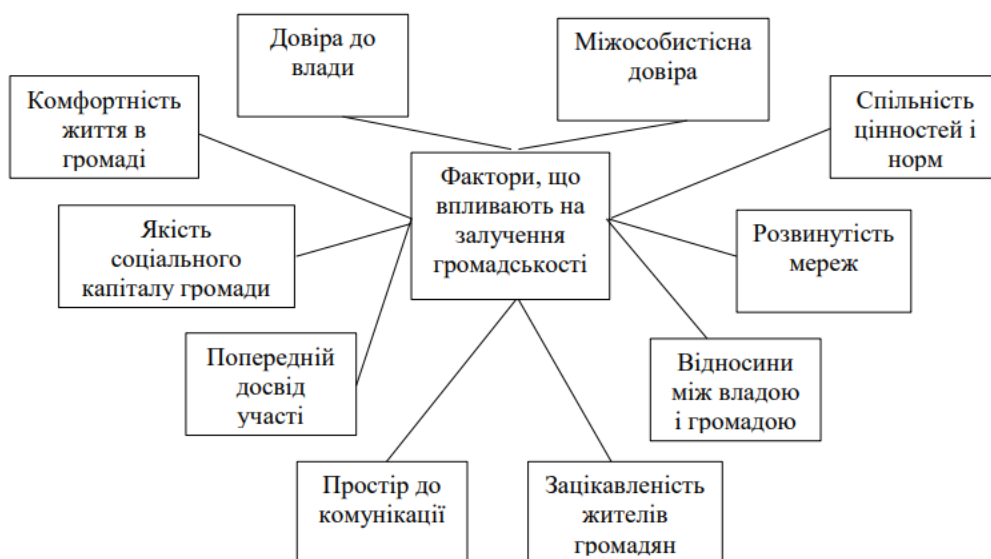 Довіра до
влади
Міжособистісна
довіра
Комфортність
життя в
громаді
Спільність
цінностей і
норм
Фактори, що
впливають на
залучення
громадськості
Якість
соціального
капіталу громади
Розвинутість
мереж
Попередній
досвід
участі
Відносини
між владою
і громадою
Простір до
комунікації
Зацікавленість
жителів
громадян